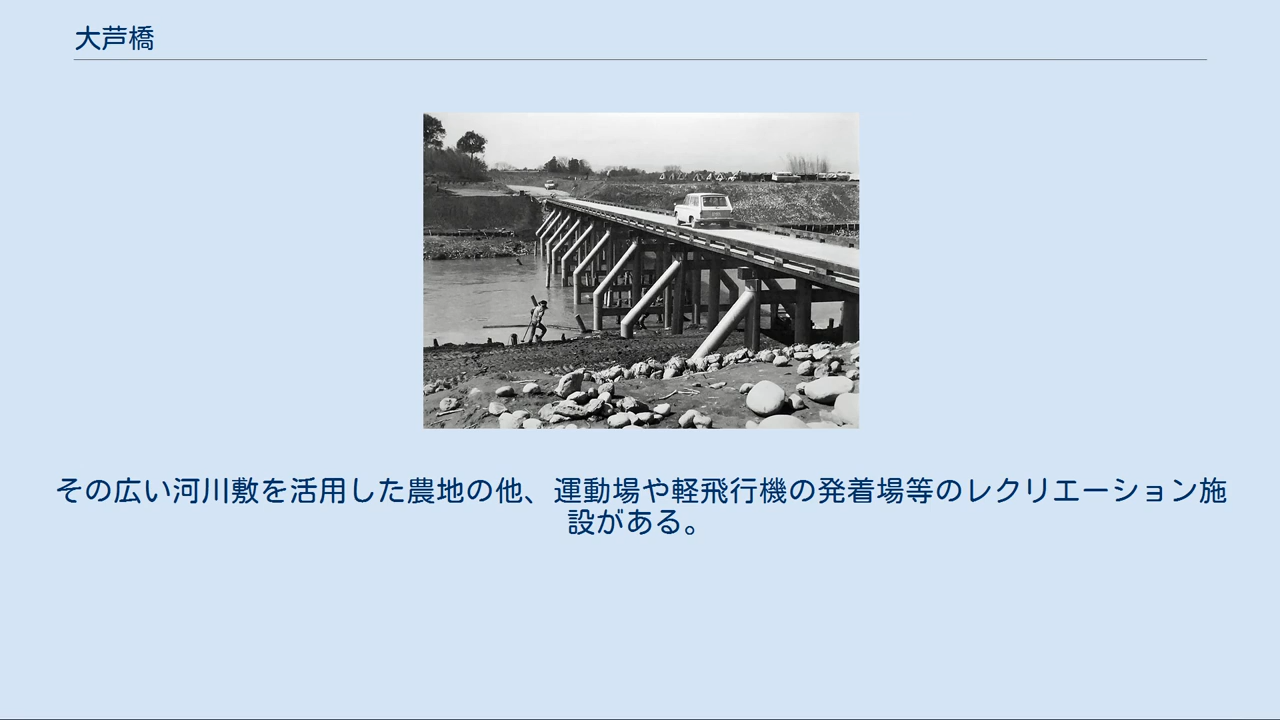 大芦橋
その広い河川敷を活用した農地の他、運動場や軽飛行機の発着場等のレクリエーション施
設がある。